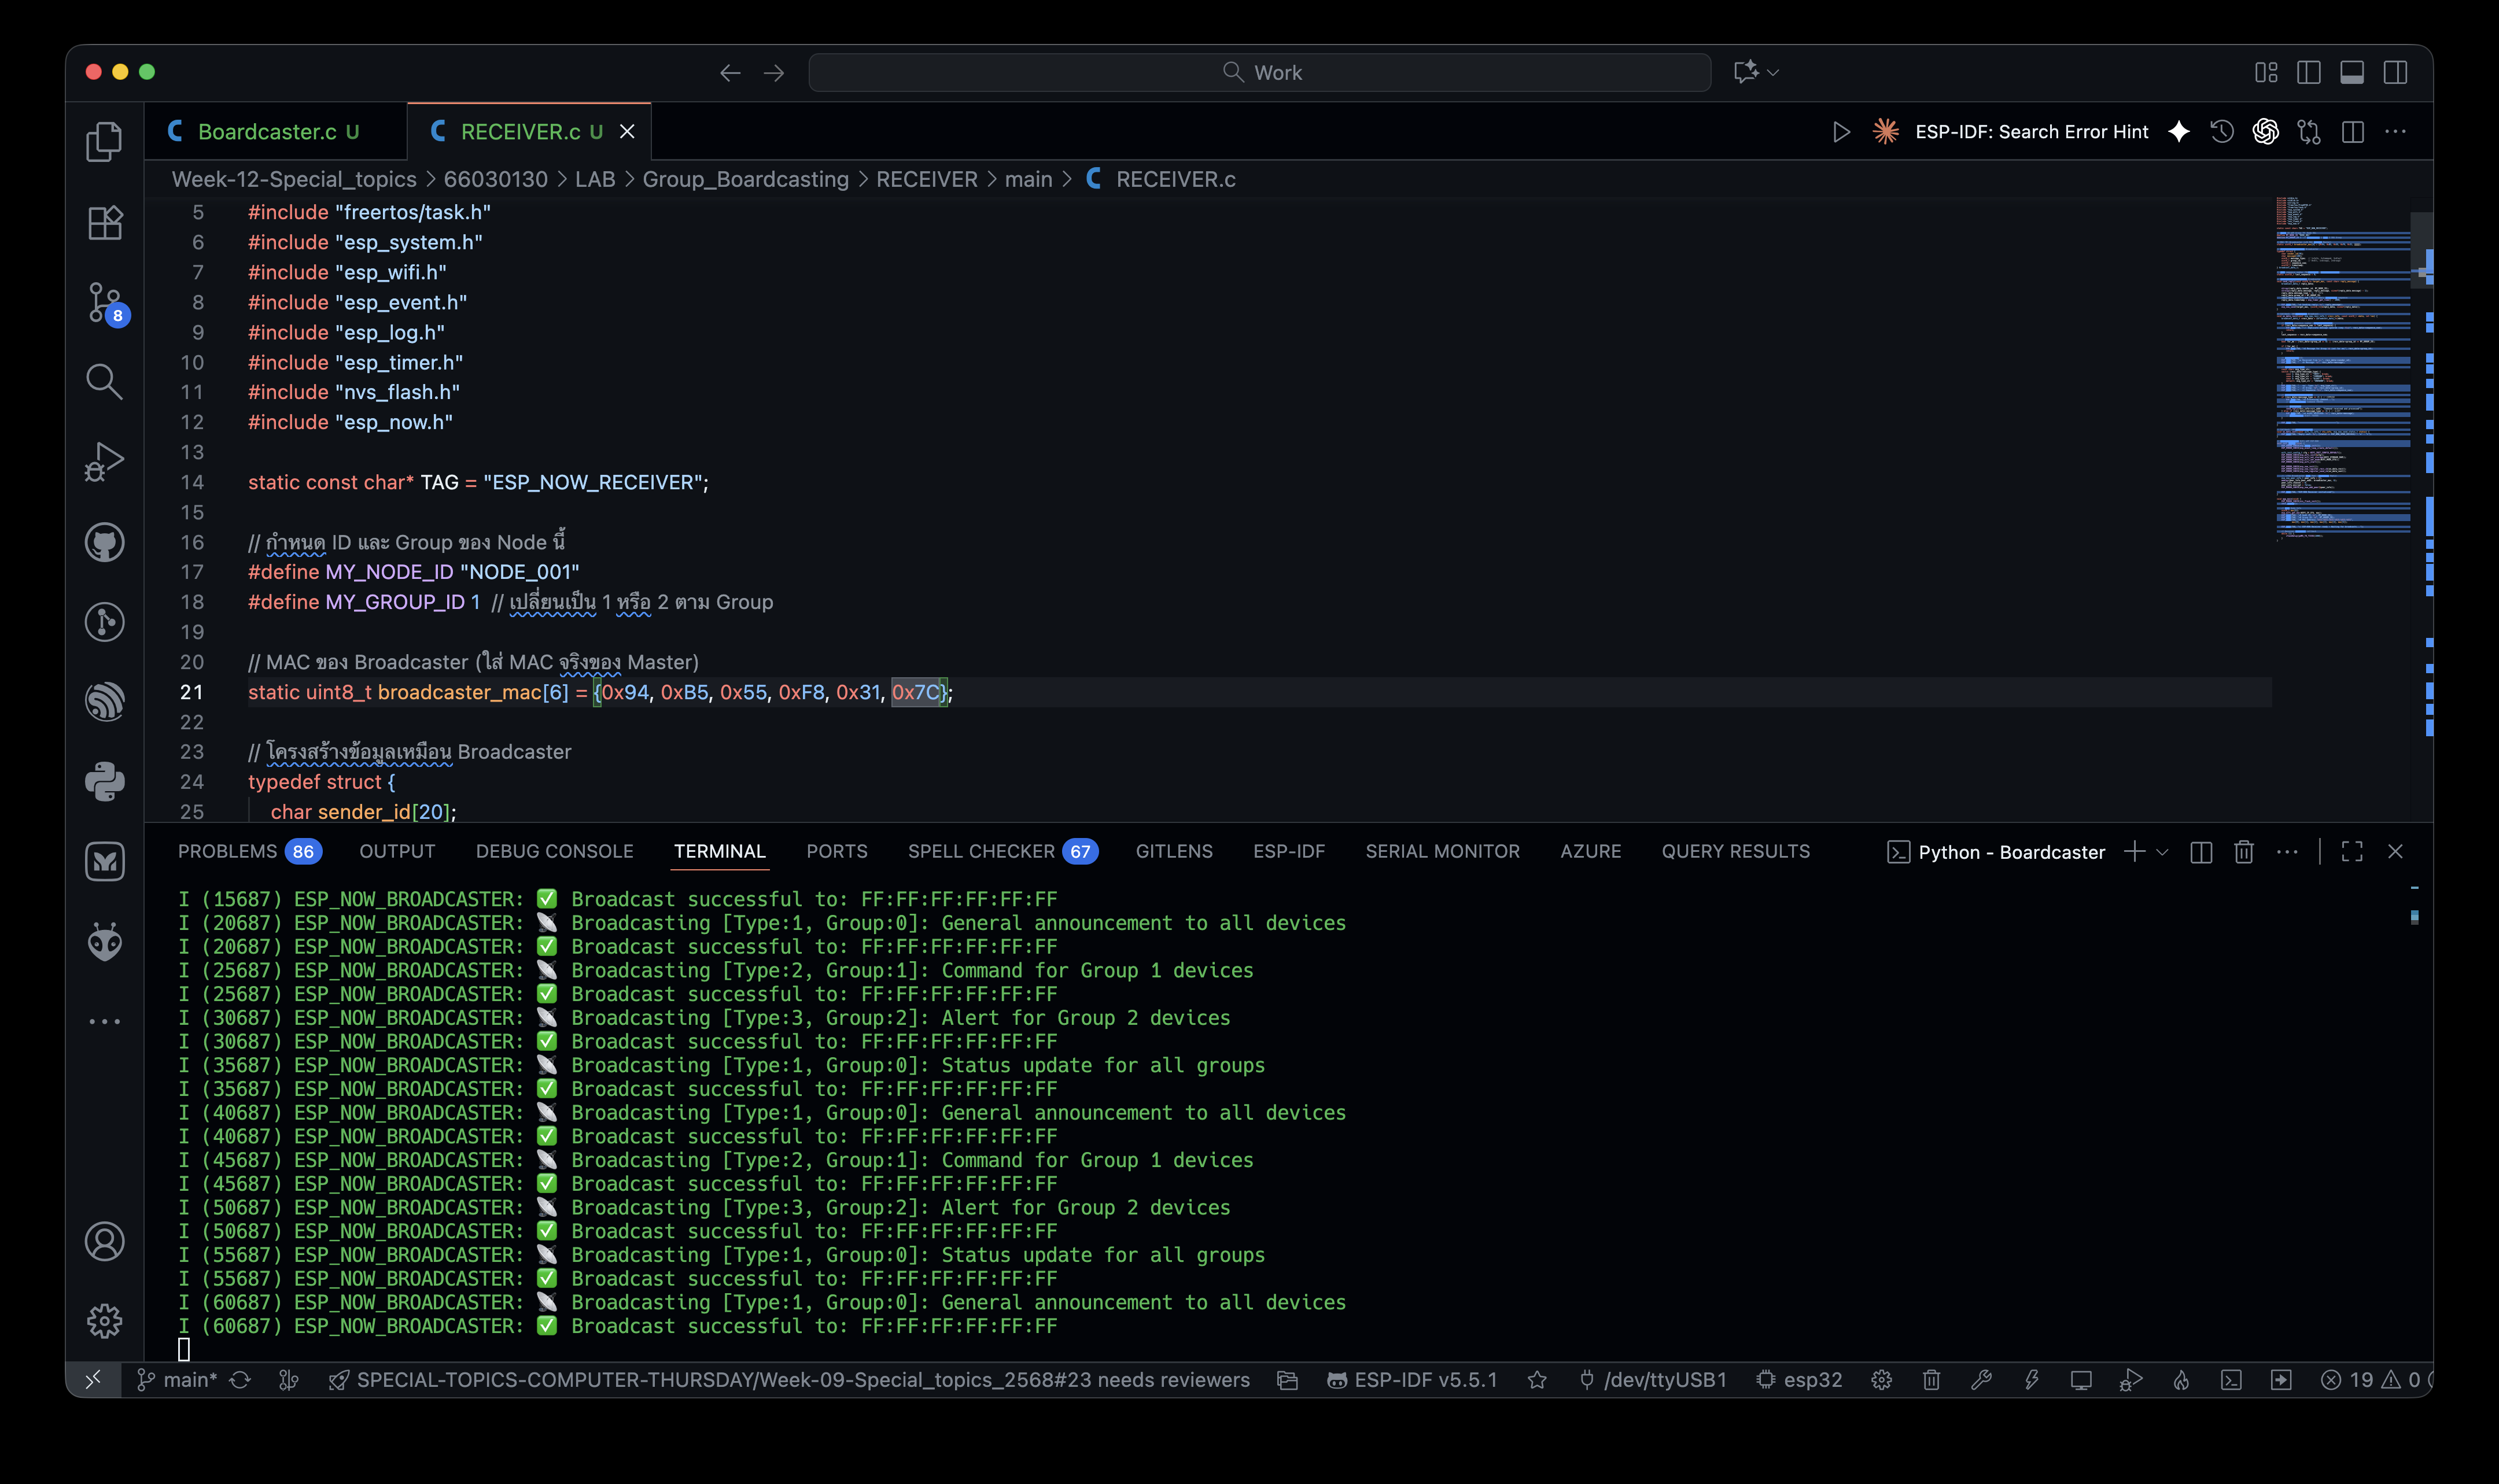 Work
Boardcaster.c U
RECEIVER.c U
ESP-IDF: Search Error Hint
Week-12-Special_topics > 66030130 > LAB > Group_Boardcasting > RECEIVER > main > C RECEIVER.c
5 #include "freertos/task.h"
6 #include "esp_system.h"
7 #include "esp_wifi.h"
8 #include "esp_event.h"
9 #include "esp_log.h"
10 #include "esp_timer.h"
11 #include "nvs_flash.h"
12 #include "esp_now.h"
13
14 static const char* TAG = "ESP_NOW_RECEIVER";
15
16 // กำหนด ID และ Group ของ Node นี้
17 #define MY_NODE_ID "NODE_001"
18 #define MY_GROUP_ID 1 // เปลี่ยนเป็น 1 หรือ 2 ตาม Group
19
20 // MAC ของ Broadcaster (ใส่ MAC จริงของ Master)
21 static uint8_t broadcaster_mac[6] = {0x94, 0xB5, 0x55, 0xF8, 0x31, 0x7C};
22
23 // โครงสร้างข้อมูลเหมือน Broadcaster
24 typedef struct {
25 char sender_id[20];
8
PROBLEMS 86 OUTPUT DEBUG CONSOLE TERMINAL PORTS SPELL CHECKER 67 GITLENS ESP-IDF SERIAL MONITOR AZURE QUERY RESULTS Python - Boardcaster
I (15687) ESP_NOW_BROADCASTER: ✅ Broadcast successful to: FF:FF:FF:FF:FF:FF
I (20687) ESP_NOW_BROADCASTER: 📡 Broadcasting [Type:1, Group:0]: General announcement to all devices
I (20687) ESP_NOW_BROADCASTER: ✅ Broadcast successful to: FF:FF:FF:FF:FF:FF
I (25687) ESP_NOW_BROADCASTER: 📡 Broadcasting [Type:2, Group:1]: Command for Group 1 devices
I (25687) ESP_NOW_BROADCASTER: ✅ Broadcast successful to: FF:FF:FF:FF:FF:FF
I (30687) ESP_NOW_BROADCASTER: 📡 Broadcasting [Type:3, Group:2]: Alert for Group 2 devices
I (30687) ESP_NOW_BROADCASTER: ✅ Broadcast successful to: FF:FF:FF:FF:FF:FF
I (35687) ESP_NOW_BROADCASTER: 📡 Broadcasting [Type:1, Group:0]: Status update for all groups
I (35687) ESP_NOW_BROADCASTER: ✅ Broadcast successful to: FF:FF:FF:FF:FF:FF
I (40687) ESP_NOW_BROADCASTER: 📡 Broadcasting [Type:1, Group:0]: General announcement to all devices
I (40687) ESP_NOW_BROADCASTER: ✅ Broadcast successful to: FF:FF:FF:FF:FF:FF
I (45687) ESP_NOW_BROADCASTER: 📡 Broadcasting [Type:2, Group:1]: Command for Group 1 devices
I (45687) ESP_NOW_BROADCASTER: ✅ Broadcast successful to: FF:FF:FF:FF:FF:FF
I (50687) ESP_NOW_BROADCASTER: 📡 Broadcasting [Type:3, Group:2]: Alert for Group 2 devices
I (50687) ESP_NOW_BROADCASTER: ✅ Broadcast successful to: FF:FF:FF:FF:FF:FF
I (55687) ESP_NOW_BROADCASTER: 📡 Broadcasting [Type:1, Group:0]: Status update for all groups
I (55687) ESP_NOW_BROADCASTER: ✅ Broadcast successful to: FF:FF:FF:FF:FF:FF
I (60687) ESP_NOW_BROADCASTER: 📡 Broadcasting [Type:1, Group:0]: General announcement to all devices
I (60687) ESP_NOW_BROADCASTER: ✅ Broadcast successful to: FF:FF:FF:FF:FF:FF
main* SPECIAL-TOPICS-COMPUTER-THURSDAY/Week-09-Special_topics_2568#23 needs reviewers ESP-IDF v5.5.1 /dev/ttyUSB1 esp32 19 0